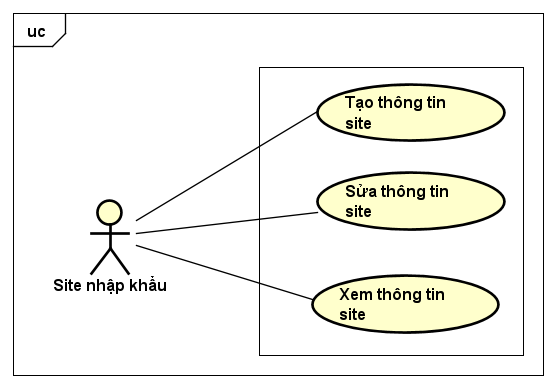 uc
Tạo thông tin
site
Sửa thông tin
site
Site nhập khẩu
Xem thông tin
site